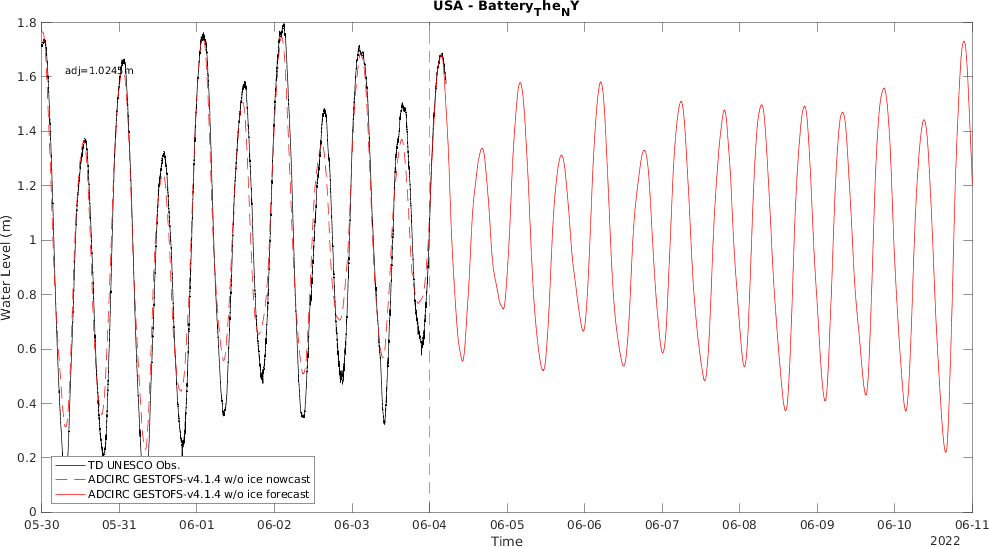 USA - Battery_The_NY
adj=1.0245m
Water Level (m)
1.8
1.6
1.4
1.2
1
0.8
0.6
0.4
0.2
0
TD UNESCO Obs.
ADCIRC GESTOFS-v4.1.4 w/o ice nowcast
ADCIRC GESTOFS-v4.1.4 w/o ice forecast
05-30 05-31 06-01 06-02 06-03 06-04 06-05 06-06 06-07 06-08 06-09 06-10 06-11
Time
2022